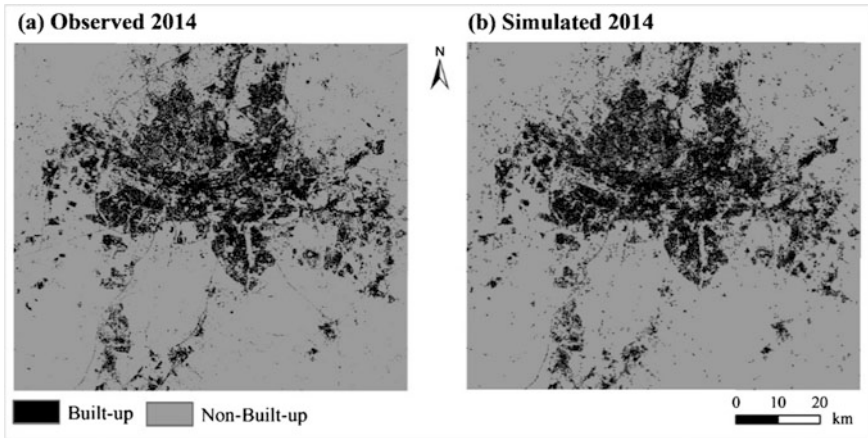 (a) Observed 2014
(b) Simulated 2014
N
Built-up
Non-Built-up
0 10 20
km